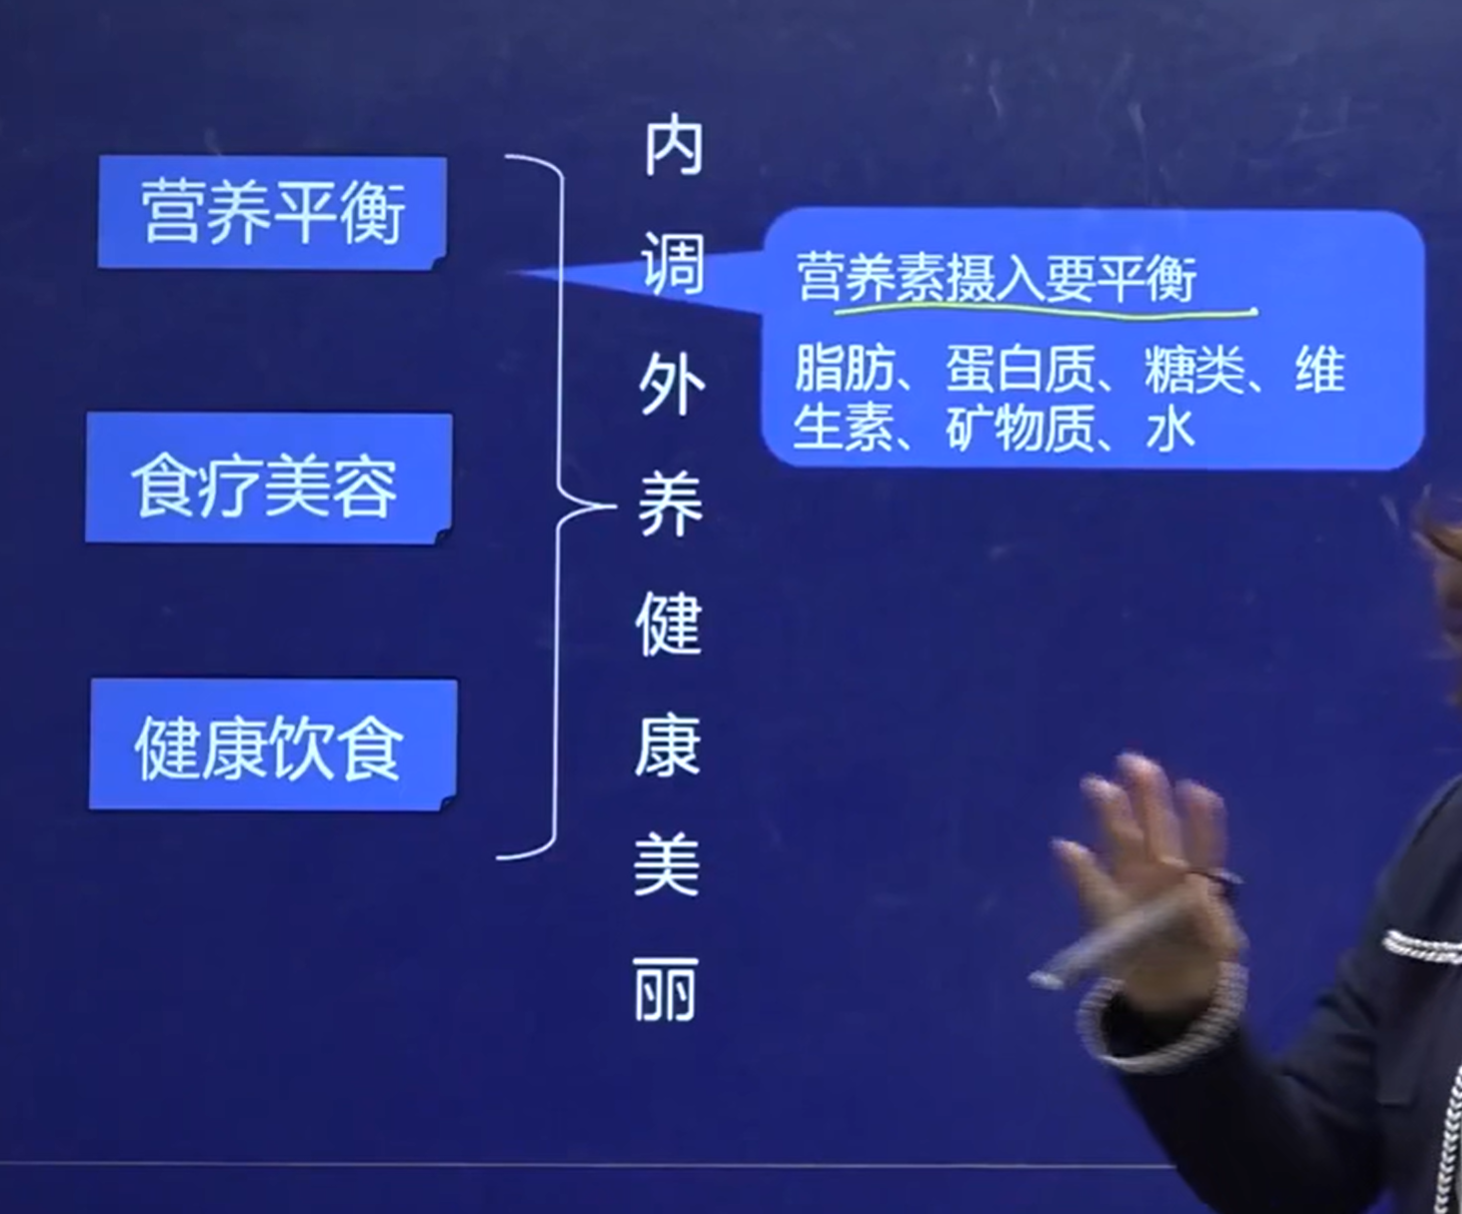 营养平衡
食疗美容
健康饮食
内调外养健康美丽
营养素摄入要平衡
脂肪、蛋白质、糖类、维
生素、矿物质、水